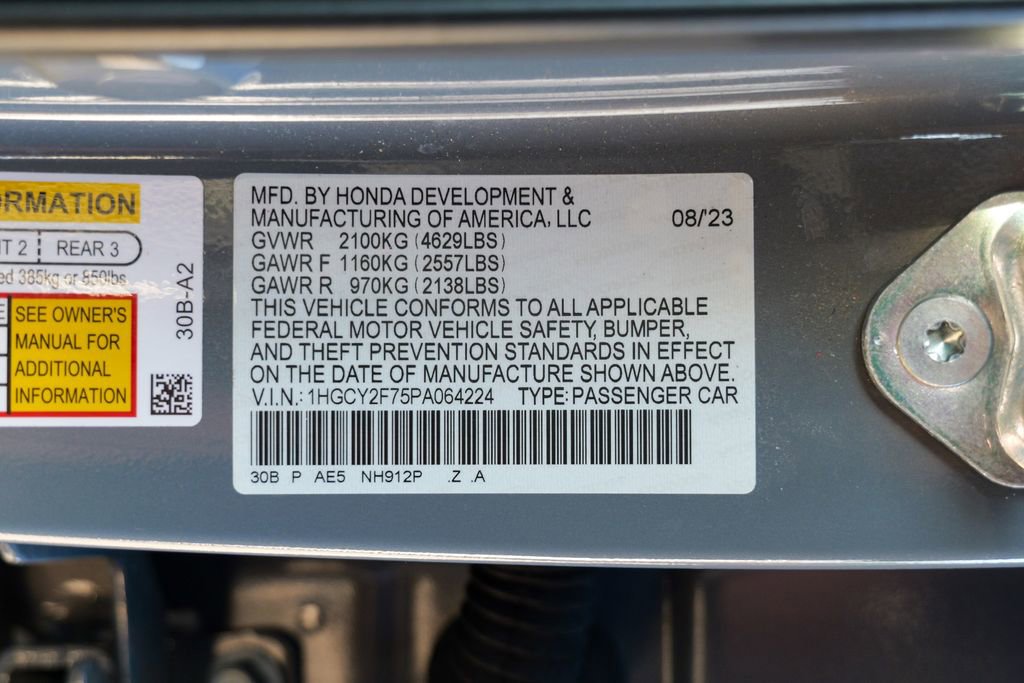 RMATION
T 2 REAR 3
ed 385kg or 850lbs
E SEE OWNER'S
MANUAL FOR
ADDITIONAL
INFORMATION
30B-A2
MFD. BY HONDA DEVELOPMENT &
MANUFACTURING OF AMERICA, LLC 08/'23
GVWR 2100KG (4629LBS)
GAWR F 1160KG (2557LBS)
GAWR R 970KG (2138LBS)
THIS VEHICLE CONFORMS TO ALL APPLICABLE
FEDERAL MOTOR VEHICLE SAFETY, BUMPER,
AND THEFT PREVENTION STANDARDS IN EFFECT
ON THE DATE OF MANUFACTURE SHOWN ABOVE.
V.I.N.: 1HGCY2F75PA064224 TYPE: PASSENGER CAR
30B P AE5 NH912P .Z .A